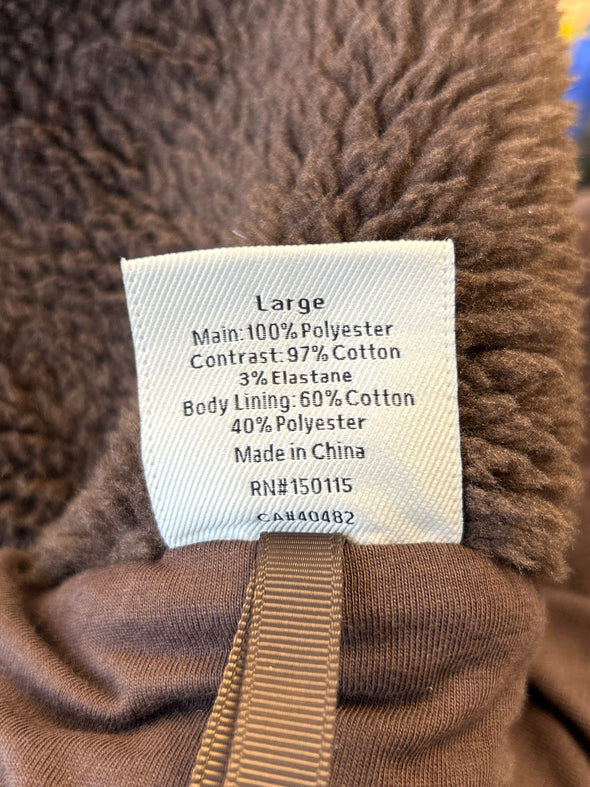 Large
Main: 100% Polyester
Contrast: 97% Cotton
3% Elastane
Body Lining: 60% Cotton
40% Polyester
Made in China
RN#150115
CA#40482